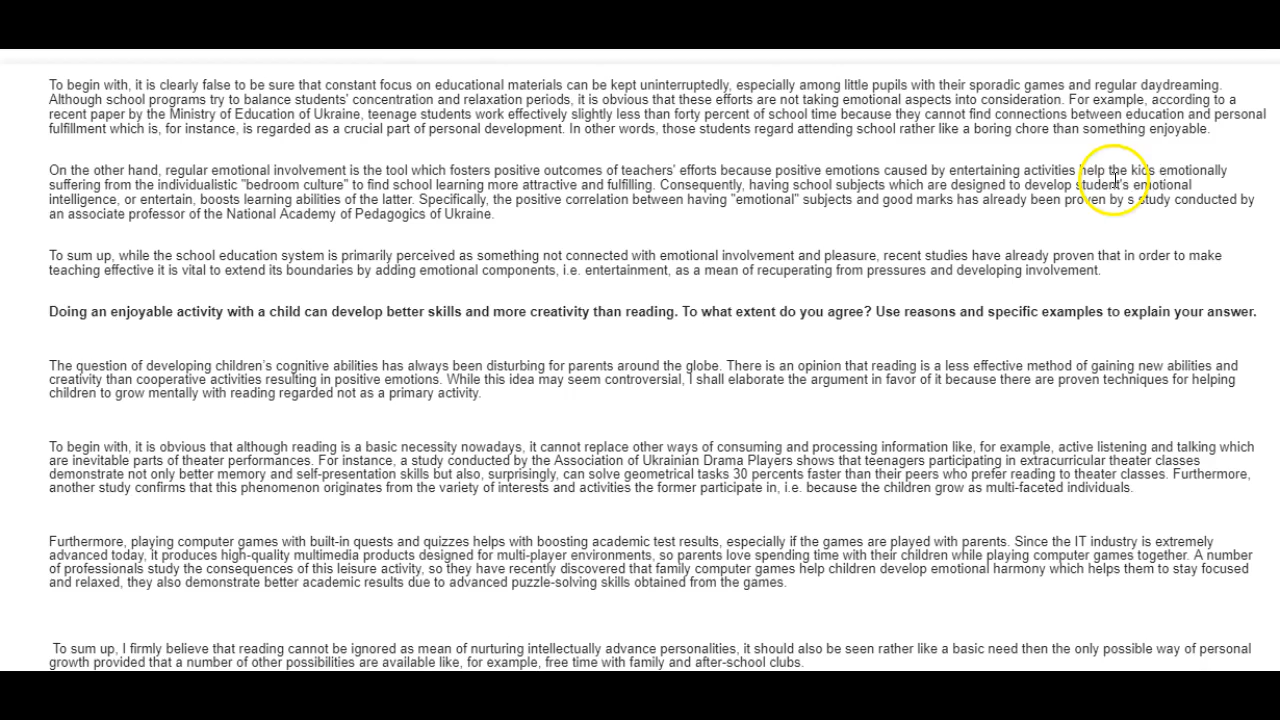 To begin with, it is clearly false to be sure that constant focus on educational materials can be kept uninterruptedly, especially among little pupils with their sporadic games and regular daydreaming.
Although school programs try to balance students' concentration and relaxation periods, it is obvious that these efforts are not taking emotional aspects into consideration. For example, according to a
recent paper by the Ministry of Education of Ukraine, teenage students work effectively slightly less than forty percent of school time because they cannot find connections between education and personal
fulfillment which is, for instance, is regarded as a crucial part of personal development. In other words, those students regard attending school rather like a boring chore than something enjoyable.
On the other hand, regular emotional involvement is the tool which fosters positive outcomes of teachers' efforts because positive emotions caused by entertaining activities help the kids emotionally
suffering from the individualistic "bedroom culture" to find school learning more attractive and fulfilling. Consequently, having school subjects which are designed to develop student's emotional
intelligence, or entertain, boosts learning abilities of the latter. Specifically, the positive correlation between having "emotional" subjects and good marks has already been proven by s study conducted by
an associate professor of the National Academy of Pedagogics of Ukraine.
To sum up, while the school education system is primarily perceived as something not connected with emotional involvement and pleasure, recent studies have already proven that in order to make
teaching effective it is vital to extend its boundaries by adding emotional components, i.e. entertainment, as a mean of recuperating from pressures and developing involvement.
Doing an enjoyable activity with a child can develop better skills and more creativity than reading. To what extent do you agree? Use reasons and specific examples to explain your answer.
The question of developing children's cognitive abilities has always been disturbing for parents around the globe. There is an opinion that reading is a less effective method of gaining new abilities and
creativity than cooperative activities resulting in positive emotions. While this idea may seem controversial, I shall elaborate the argument in favor of it because there are proven techniques for helping
children to grow mentally with reading regarded not as a primary activity.
To begin with, it is obvious that although reading is a basic necessity nowadays, it cannot replace other ways of consuming and processing information like, for example, active listening and talking which
are inevitable parts of theater performances. For instance, a study conducted by the Association of Ukrainian Drama Players shows that teenagers participating in extracurricular theater classes
demonstrate not only better memory and self-presentation skills but also, surprisingly, can solve geometrical tasks 30 percents faster than their peers who prefer reading to theater classes. Furthermore,
another study confirms that this phenomenon originates from the variety of interests and activities the former participate in, i.e. because the children grow as multi-faceted individuals.
Furthermore, playing computer games with built-in quests and quizzes helps with boosting academic test results, especially if the games are played with parents. Since the IT industry is extremely
advanced today, it produces high-quality multimedia products designed for multi-player environments, so parents love spending time with their children while playing computer games together. A number
of professionals study the consequences of this leisure activity, so they have recently discovered that family computer games help children develop emotional harmony which helps them to stay focused
and relaxed, they also demonstrate better academic results due to advanced puzzle-solving skills obtained from the games.
To sum up, I firmly believe that reading cannot be ignored as mean of nurturing intellectually advance personalities, it should also be seen rather like a basic need then the only possible way of personal
growth provided that a number of other possibilities are available like, for example, free time with family and after-school clubs.